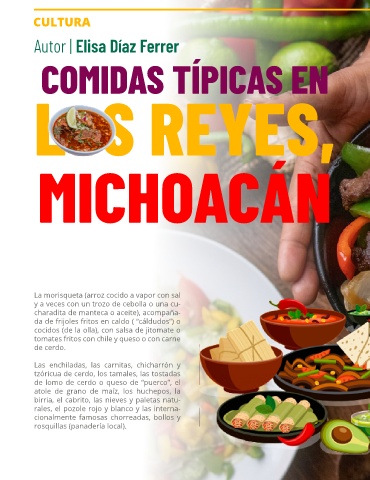 CULTURA
Autor | Elisa Díaz Ferrer
COMIDAS TÍPICAS EN
LOS REYES,
MICHOACÁN
La morisqueta (arroz cocido a vapor con sal
y a veces con un trozo de cebolla o una cu-
charadita de manteca o aceite), acompaña-
da de frijoles fritos en caldo ( "cáldudos") o
cocidos (de la olla), con salsa de jitomate o
tomates fritos con chile y queso o con carne
de cerdo.
Las enchiladas, las carnitas, chicharrón y
tzóricua de cerdo, los tamales, las tostadas
de lomo de cerdo o queso de "puerco", el
atole de grano de maíz, los huchepos, la
birria, el cabrito, las nieves y paletas natu-
rales, el pozole rojo y blanco y las interna-
cionalmente famosas chorreadas, bollos y
rosquillas (panadería local).